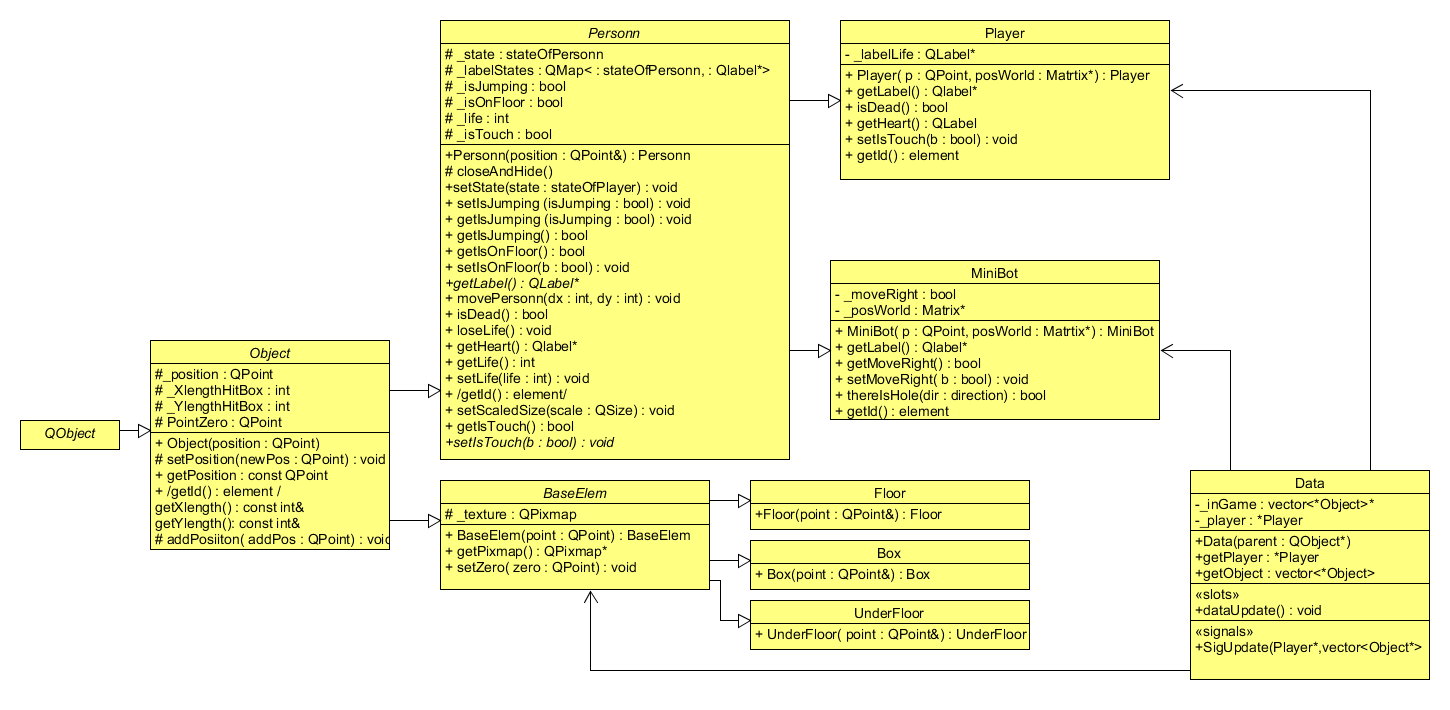 QObject
Object
#_position : QPoint
# _XlengthHitBox : int
# _YlengthHitBox : int
# PointZero : QPoint
+ Object(position : QPoint)
# setPosition(newPos : QPoint) : void
+ getPosition : const QPoint
+ /getId() : element /
getXlength() : const int&
getYlength(): const int&
# addPosiiton( addPos : QPoint) : void
Personn
# _state : stateOfPersonn
# _labelStates : QMap< : stateOfPersonn, : Qlabel*>
# _isJumping : bool
# _isOnFloor : bool
# _life : int
# _isTouch : bool
+Personn(position : QPoint&) : Personn
# closeAndHide()
+setState(state : stateOfPlayer) : void
+ setIsJumping (isJumping : bool) : void
+ getIsJumping (isJumping : bool) : void
+ getIsJumping() : bool
+ getIsOnFloor() : bool
+ setIsOnFloor(b : bool) : void
+getLabel() : QLabel*
+ movePersonn(dx : int, dy : int) : void
+ isDead() : bool
+ loseLife() : void
+ getHeart() : Qlabel*
+ getLife() : int
+ setLife(life : int) : void
+ /getId() : element/
+ setScaledSize(scale : QSize) : void
+ getIsTouch() : bool
+setIsTouch(b : bool) : void
BaseElem
# _texture : QPixmap
+ BaseElem(point : QPoint) : BaseElem
+ getPixmap() : QPixmap*
+ setZero( zero : QPoint) : void
Player
- _labelLife : QLabel*
+ Player( p : QPoint, posWorld : Matrtix*) : Player
+ getLabel() : Qlabel*
+ isDead() : bool
+ getHeart() : QLabel
+ setIsTouch(b : bool) : void
+ getId() : element
MiniBot
- _moveRight : bool
- _posWorld : Matrix*
+ MiniBot( p : QPoint, posWorld : Matrtix*) : MiniBot
+ getLabel() : Qlabel*
+ getMoveRight() : bool
+ setMoveRight( b : bool) : void
+ thereIsHole(dir : direction) : bool
+ getId() : element
Floor
+Floor(point : QPoint&) : Floor
Box
+ Box(point : QPoint&) : Box
UnderFloor
+ UnderFloor( point : QPoint&) : UnderFloor
Data
-_inGame : vector<*Object>*
-_player : *Player
+Data(parent : QObject*)
+getPlayer : *Player
+getObject : vector<*Object>
«slots»
+dataUpdate() : void
«signals»
+SigUpdate(Player*,vector<Object*>